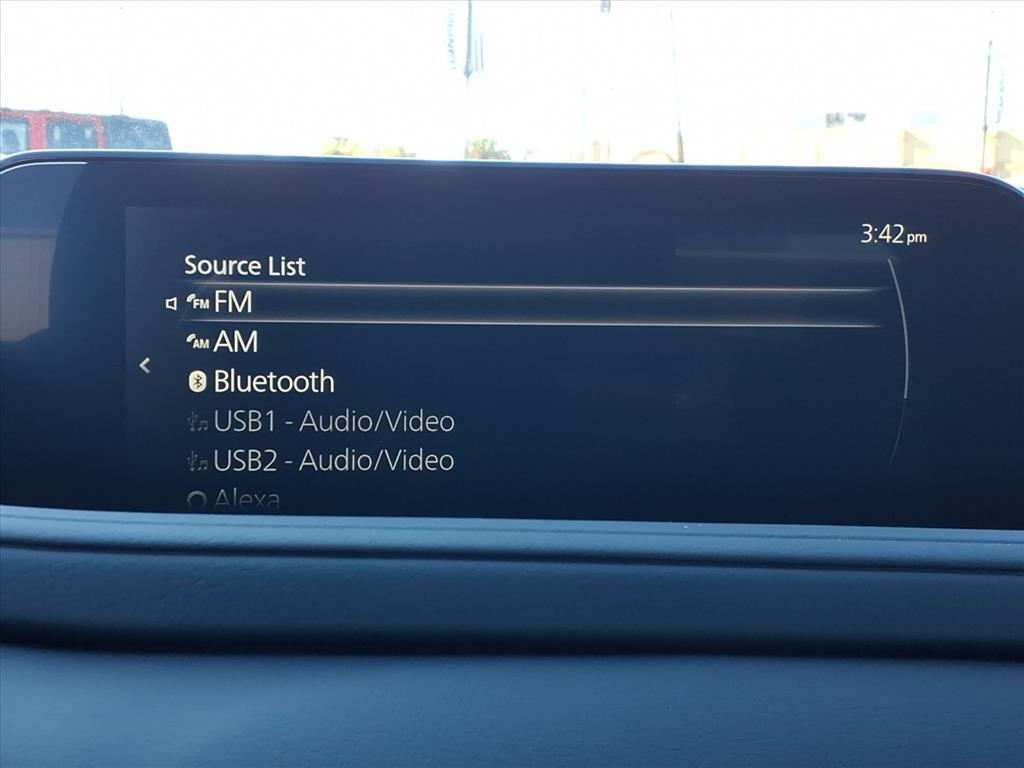 3:42pm
Source List
FM FM
AM AM
Bluetooth
USB1 - Audio/Video
USB2 - Audio/Video
Alexa